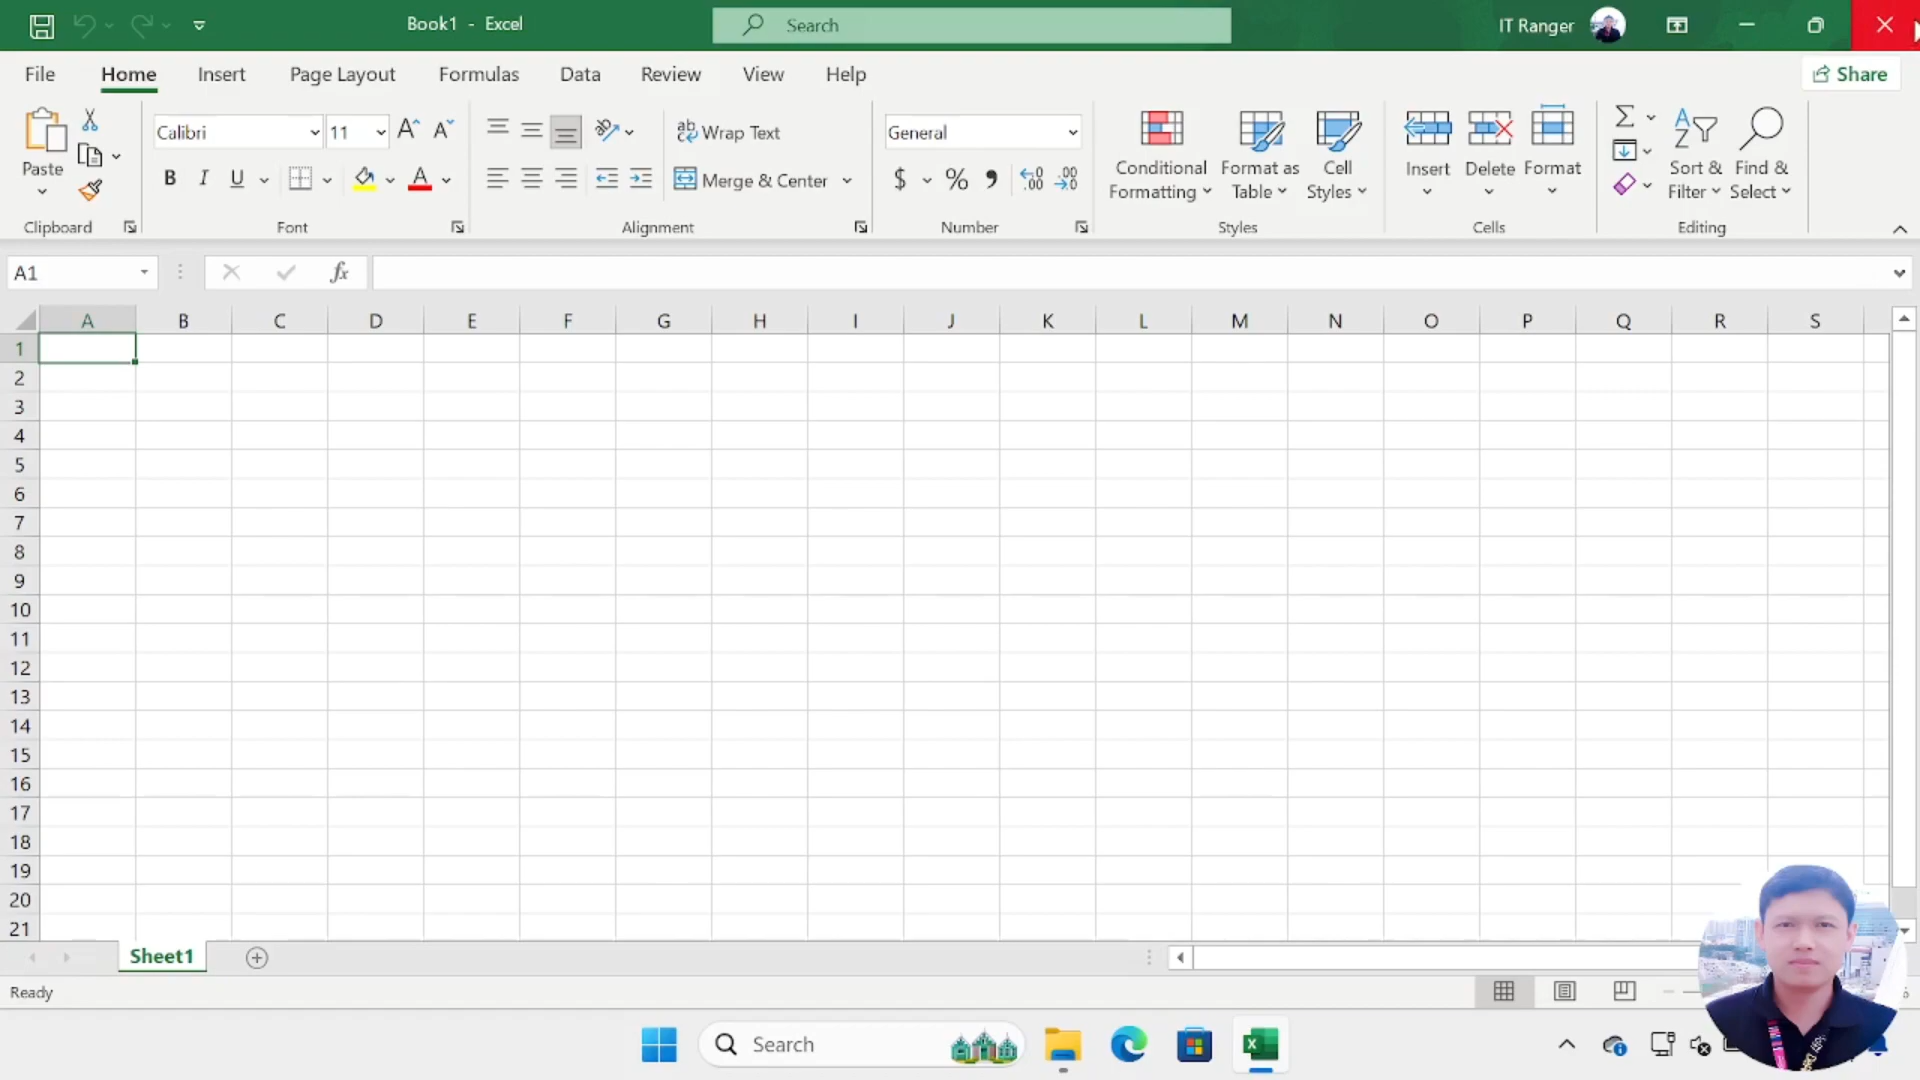 Book1 - Excel
Search
IT Ranger
File Home Insert Page Layout Formulas Data Review View Help
Share
Paste
Calibri 11
B I U
ab Wrap Text
Merge & Center
General
$ % ,
Conditional Formatting
Format as Table
Cell Styles
Insert Delete Format
Sort & Filter
Find & Select
Clipboard Font Alignment Number Styles Cells Editing
A1 fx
A B C D E F G H I J K L M N O P Q R S
1
2
3
4
5
6
7
8
9
10
11
12
13
14
15
16
17
18
19
20
21
Sheet1
Ready
Search